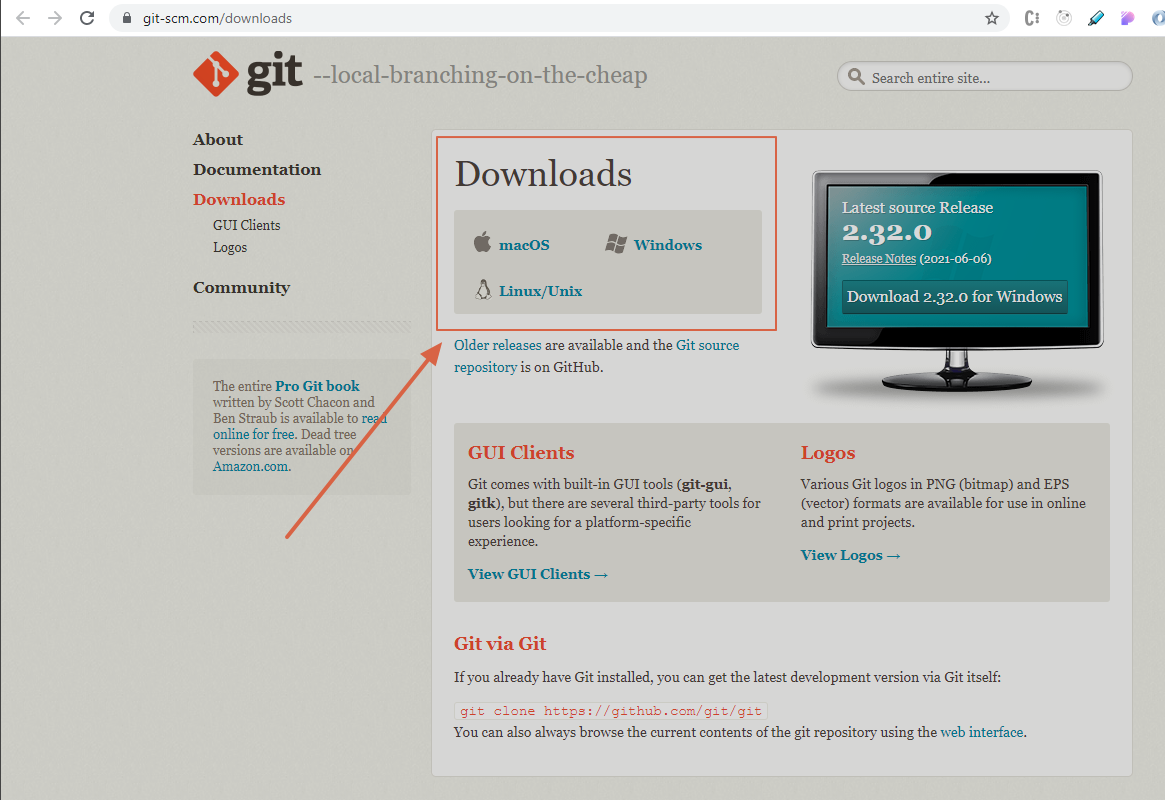 git-scm.com/downloads
git --local-branching-on-the-cheap
Search entire site...
About
Documentation
Downloads
GUI Clients
Logos
Community
The entire Pro Git book
written by Scott Chacon and
Ben Straub is available to read
online for free. Dead tree
versions are available on
Amazon.com.
Downloads
macOS
Windows
Linux/Unix
Older releases are available and the Git source
repository is on GitHub.
Latest source Release
2.32.0
Release Notes (2021-06-06)
Download 2.32.0 for Windows
GUI Clients
Git comes with built-in GUI tools (git-gui,
gitk), but there are several third-party tools for
users looking for a platform-specific
experience.
View GUI Clients →
Logos
Various Git logos in PNG (bitmap) and EPS
(vector) formats are available for use in online
and print projects.
View Logos →
Git via Git
If you already have Git installed, you can get the latest development version via Git itself:
git clone https://github.com/git/git
You can also always browse the current contents of the git repository using the web interface.